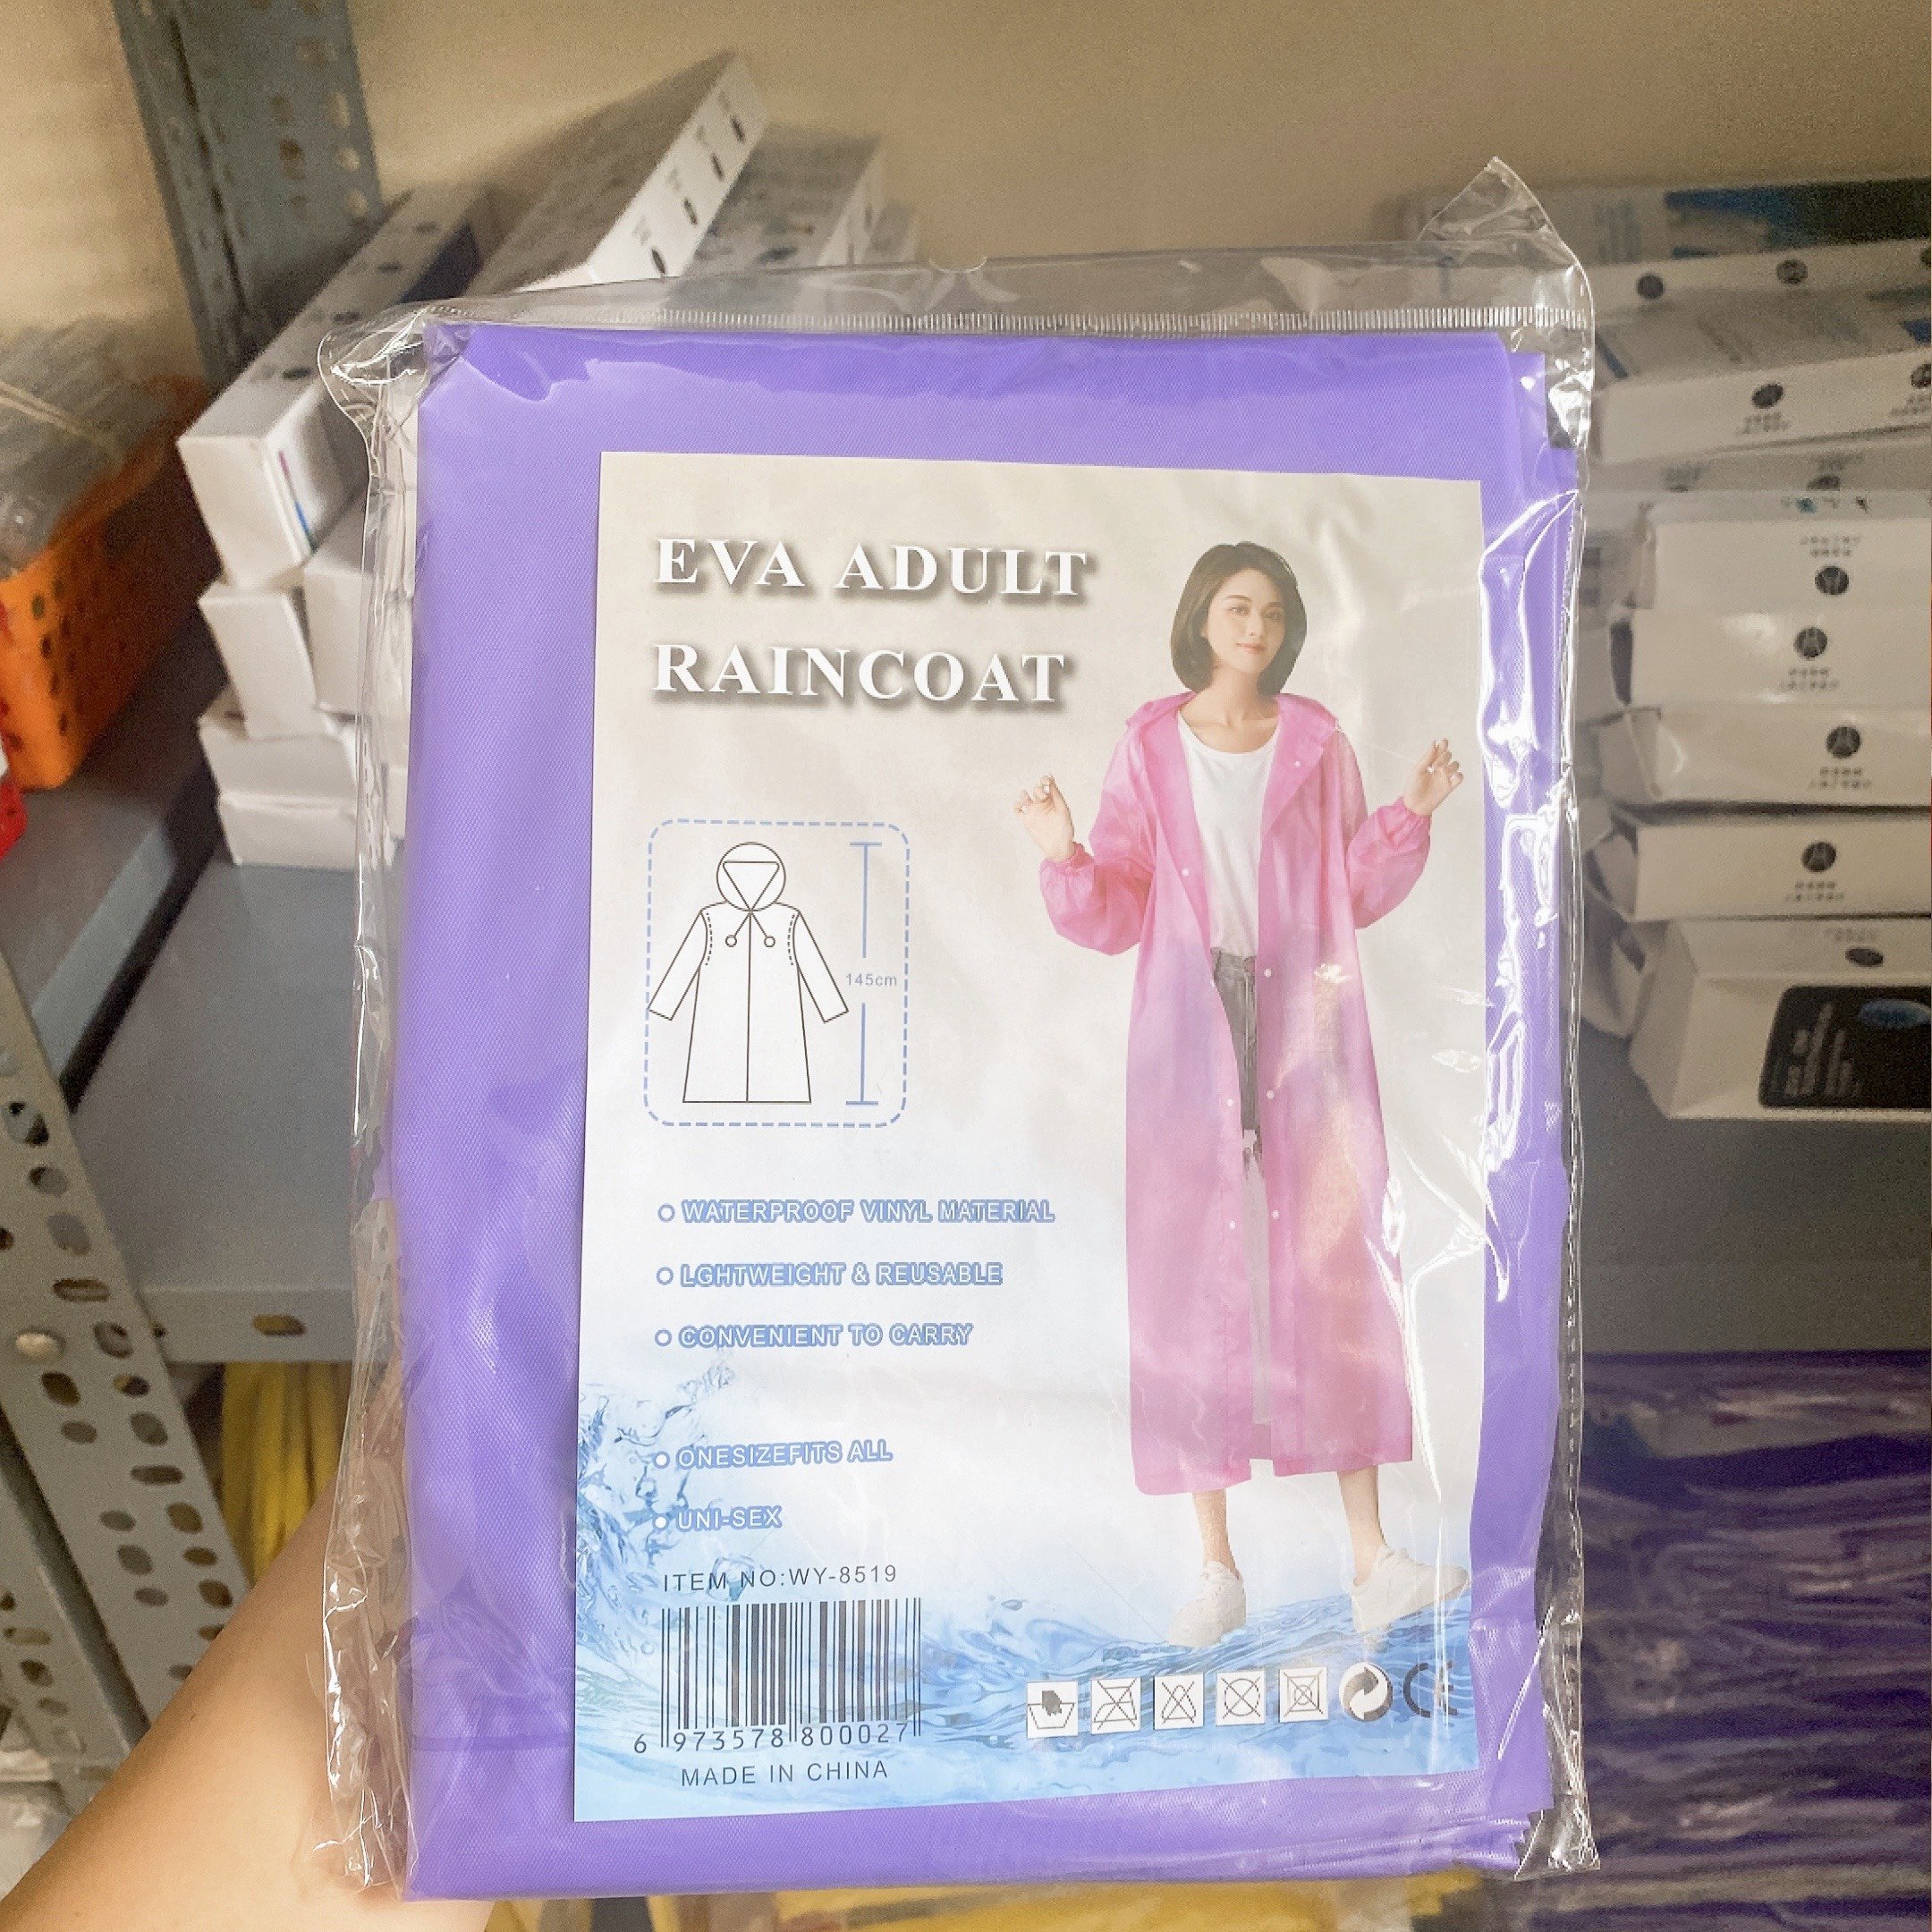 EVA ADULT
RAINCOAT
145cm
WATERPROOF VINYL MATERIAL
LGHTWEIGHT & REUSABLE
CONVENIENT TO CARRY
ONESIZEFITS ALL
UNI-SEX
ITEM NO:WY-8519
6 973578 800027
MADE IN CHINA
CE